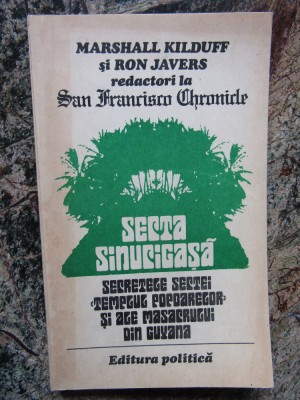 MARSHALL KILDUFF
și RON JAVERS
redactori la
San Francisco Chronicle
SECTA
SINUCIGAȘĂ
SECRETELE SECTEI
«TEMPLUL POPOARELOR»
ȘI ALE MASACRULUI
DIN GUYANA
Editura politică